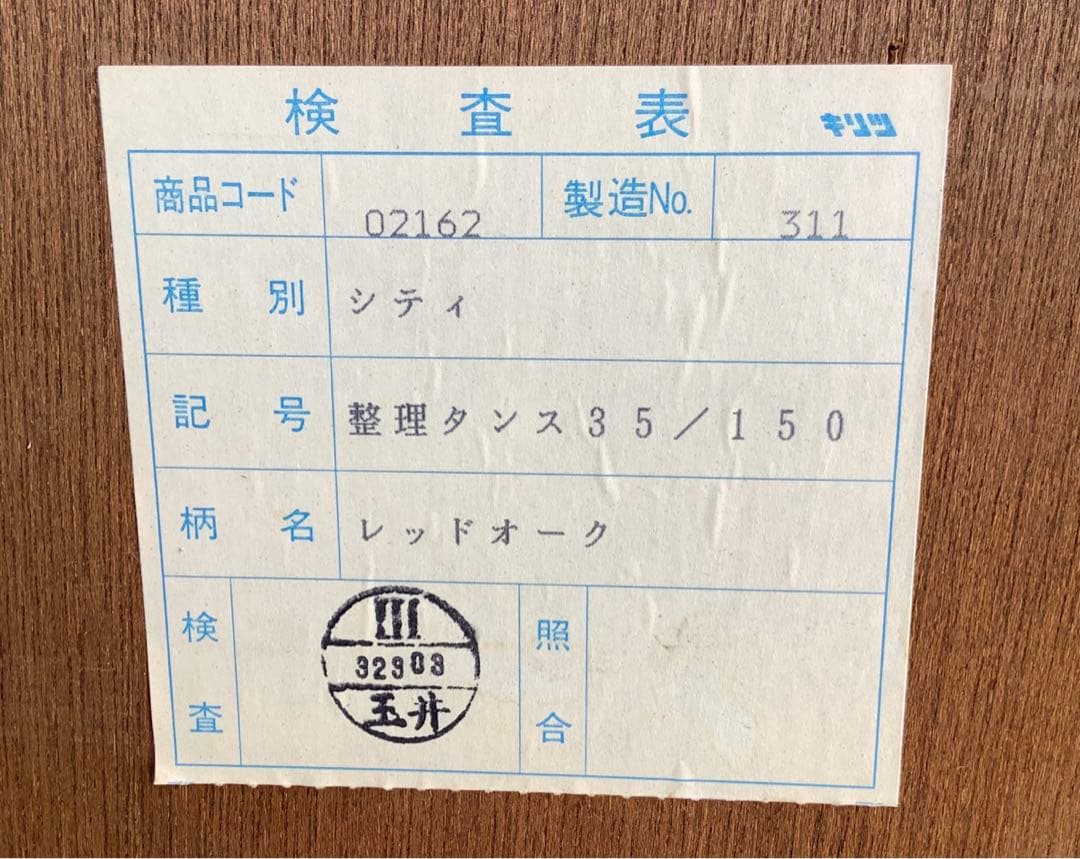 検査表 キリツ
商品コード 02162 製造No. 311
種別 シティ
記号 整理タンス35/150
柄名 レッドオーク
検査 III 照合
32303
玉井